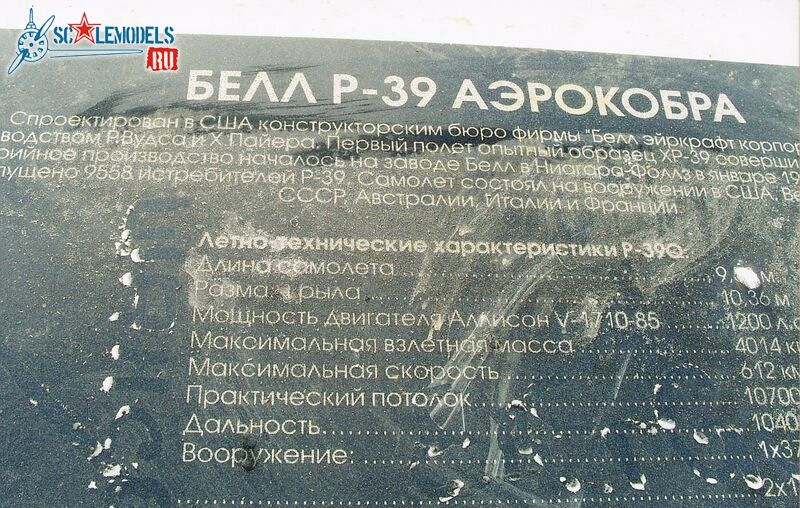 SCALEMODELS
.RU
БЕЛЛ Р-39 АЭРОКОБРА
Спроектирован в США конструкторским бюро фирмы "Белл эйркрафт корпор
водством Р.Вудса и Х.Пайера. Первый полет опытный образец ХР-39 соверши
рийное производство началось на заводе Белл в Ниагара-Фоллз в январе 19
пущено 9558 истребителей Р-39. Самолет состоял на вооружении в США, Ве
СССР, Австралии, Италии и Франции.
Летно-технические характеристики Р-39Q:
Длина самолета
Размах крыла 10,36 м
Мощность двигателя Аллисон V-1710-85 1200 л.с
Максимальная взлетная масса 4014 кг
Максимальная скорость 612 км
Практический потолок 10700
Дальность 1040
Вооружение: 1х37
2х1